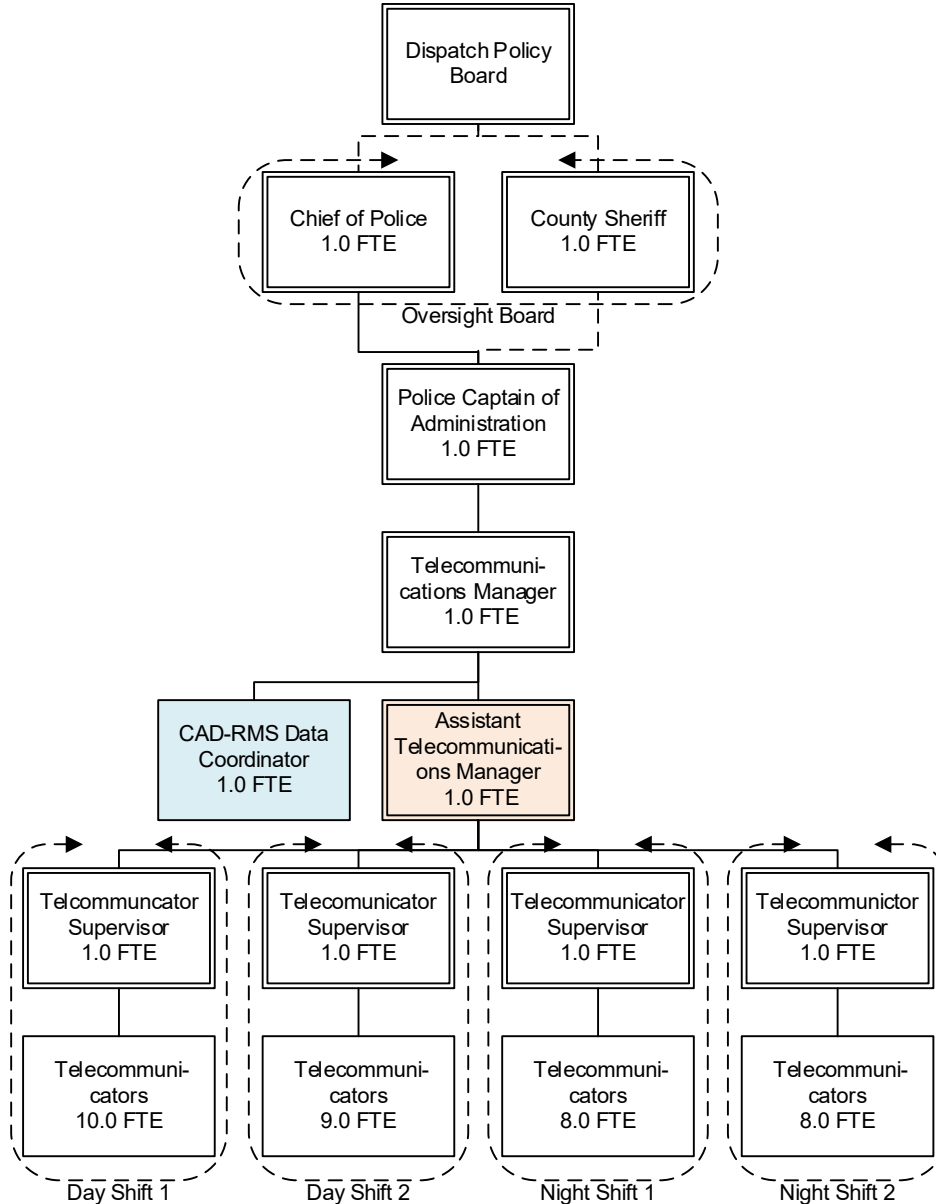 Dispatch Policy
Board
Chief of Police
1.0 FTE
County Sheriff
1.0 FTE
Oversight Board
Police Captain of
Administration
1.0 FTE
Telecommuni-
cations Manager
1.0 FTE
CAD-RMS Data
Coordinator
1.0 FTE
Assistant
Telecommunicati-
ons Manager
1.0 FTE
Telcommuncator
Supervisor
1.0 FTE
Telecomunicator
Supervisor
1.0 FTE
Telecommunicator
Supervisor
1.0 FTE
Telecommunictor
Supervisor
1.0 FTE
Telecommuni-
cators
10.0 FTE
Telecommuni-
cators
9.0 FTE
Telecommuni-
cators
8.0 FTE
Telecommuni-
cators
8.0 FTE
Day Shift 1
Day Shift 2
Night Shift 1
Night Shift 2